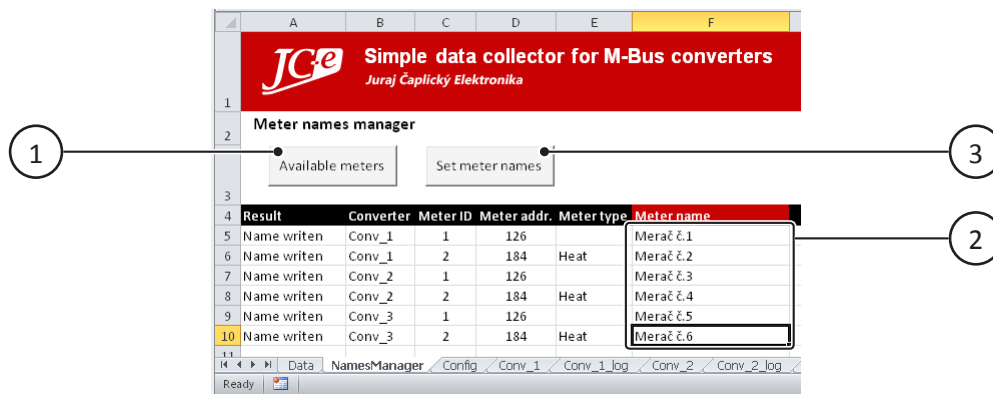 A B C D E F
JCe Simple data collector for M-Bus converters
Juraj Čaplický Elektronika
1
2 Meter names manager
1 Available meters Set meter names 3
3
4 Result Converter Meter ID Meter addr. Meter type Meter name
5 Name writen Conv_1 1 126 Merač č.1
2
6 Name writen Conv_1 2 184 Heat Merač č.2
7 Name writen Conv_2 1 126 Merač č.3
8 Name writen Conv_2 2 184 Heat Merač č.4
9 Name writen Conv_3 1 126 Merač č.5
10 Name writen Conv_3 2 184 Heat Merač č.6
11
Data NamesManager Config Conv_1 Conv_1_log Conv_2 Conv_2_log
Ready